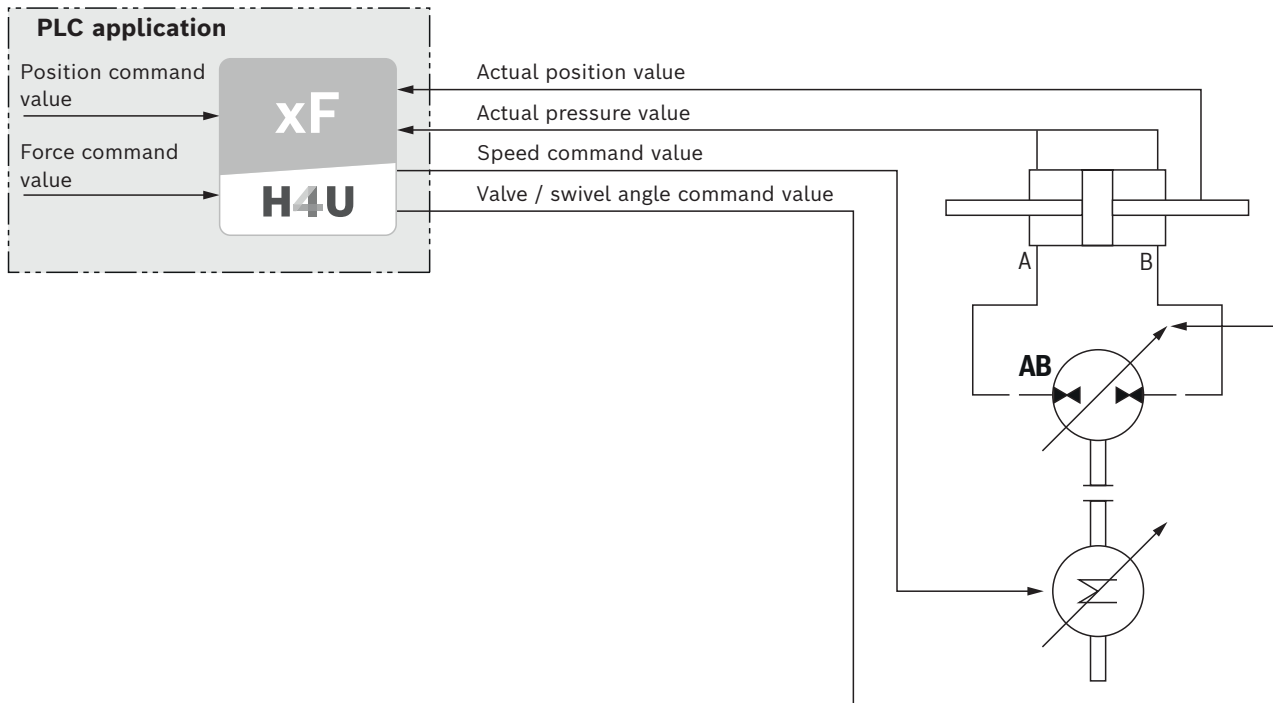 PLC application
Position command
value
Force command
value
xF
H4U
Actual position value
Actual pressure value
Speed command value
Valve / swivel angle command value
A
B
AB
M